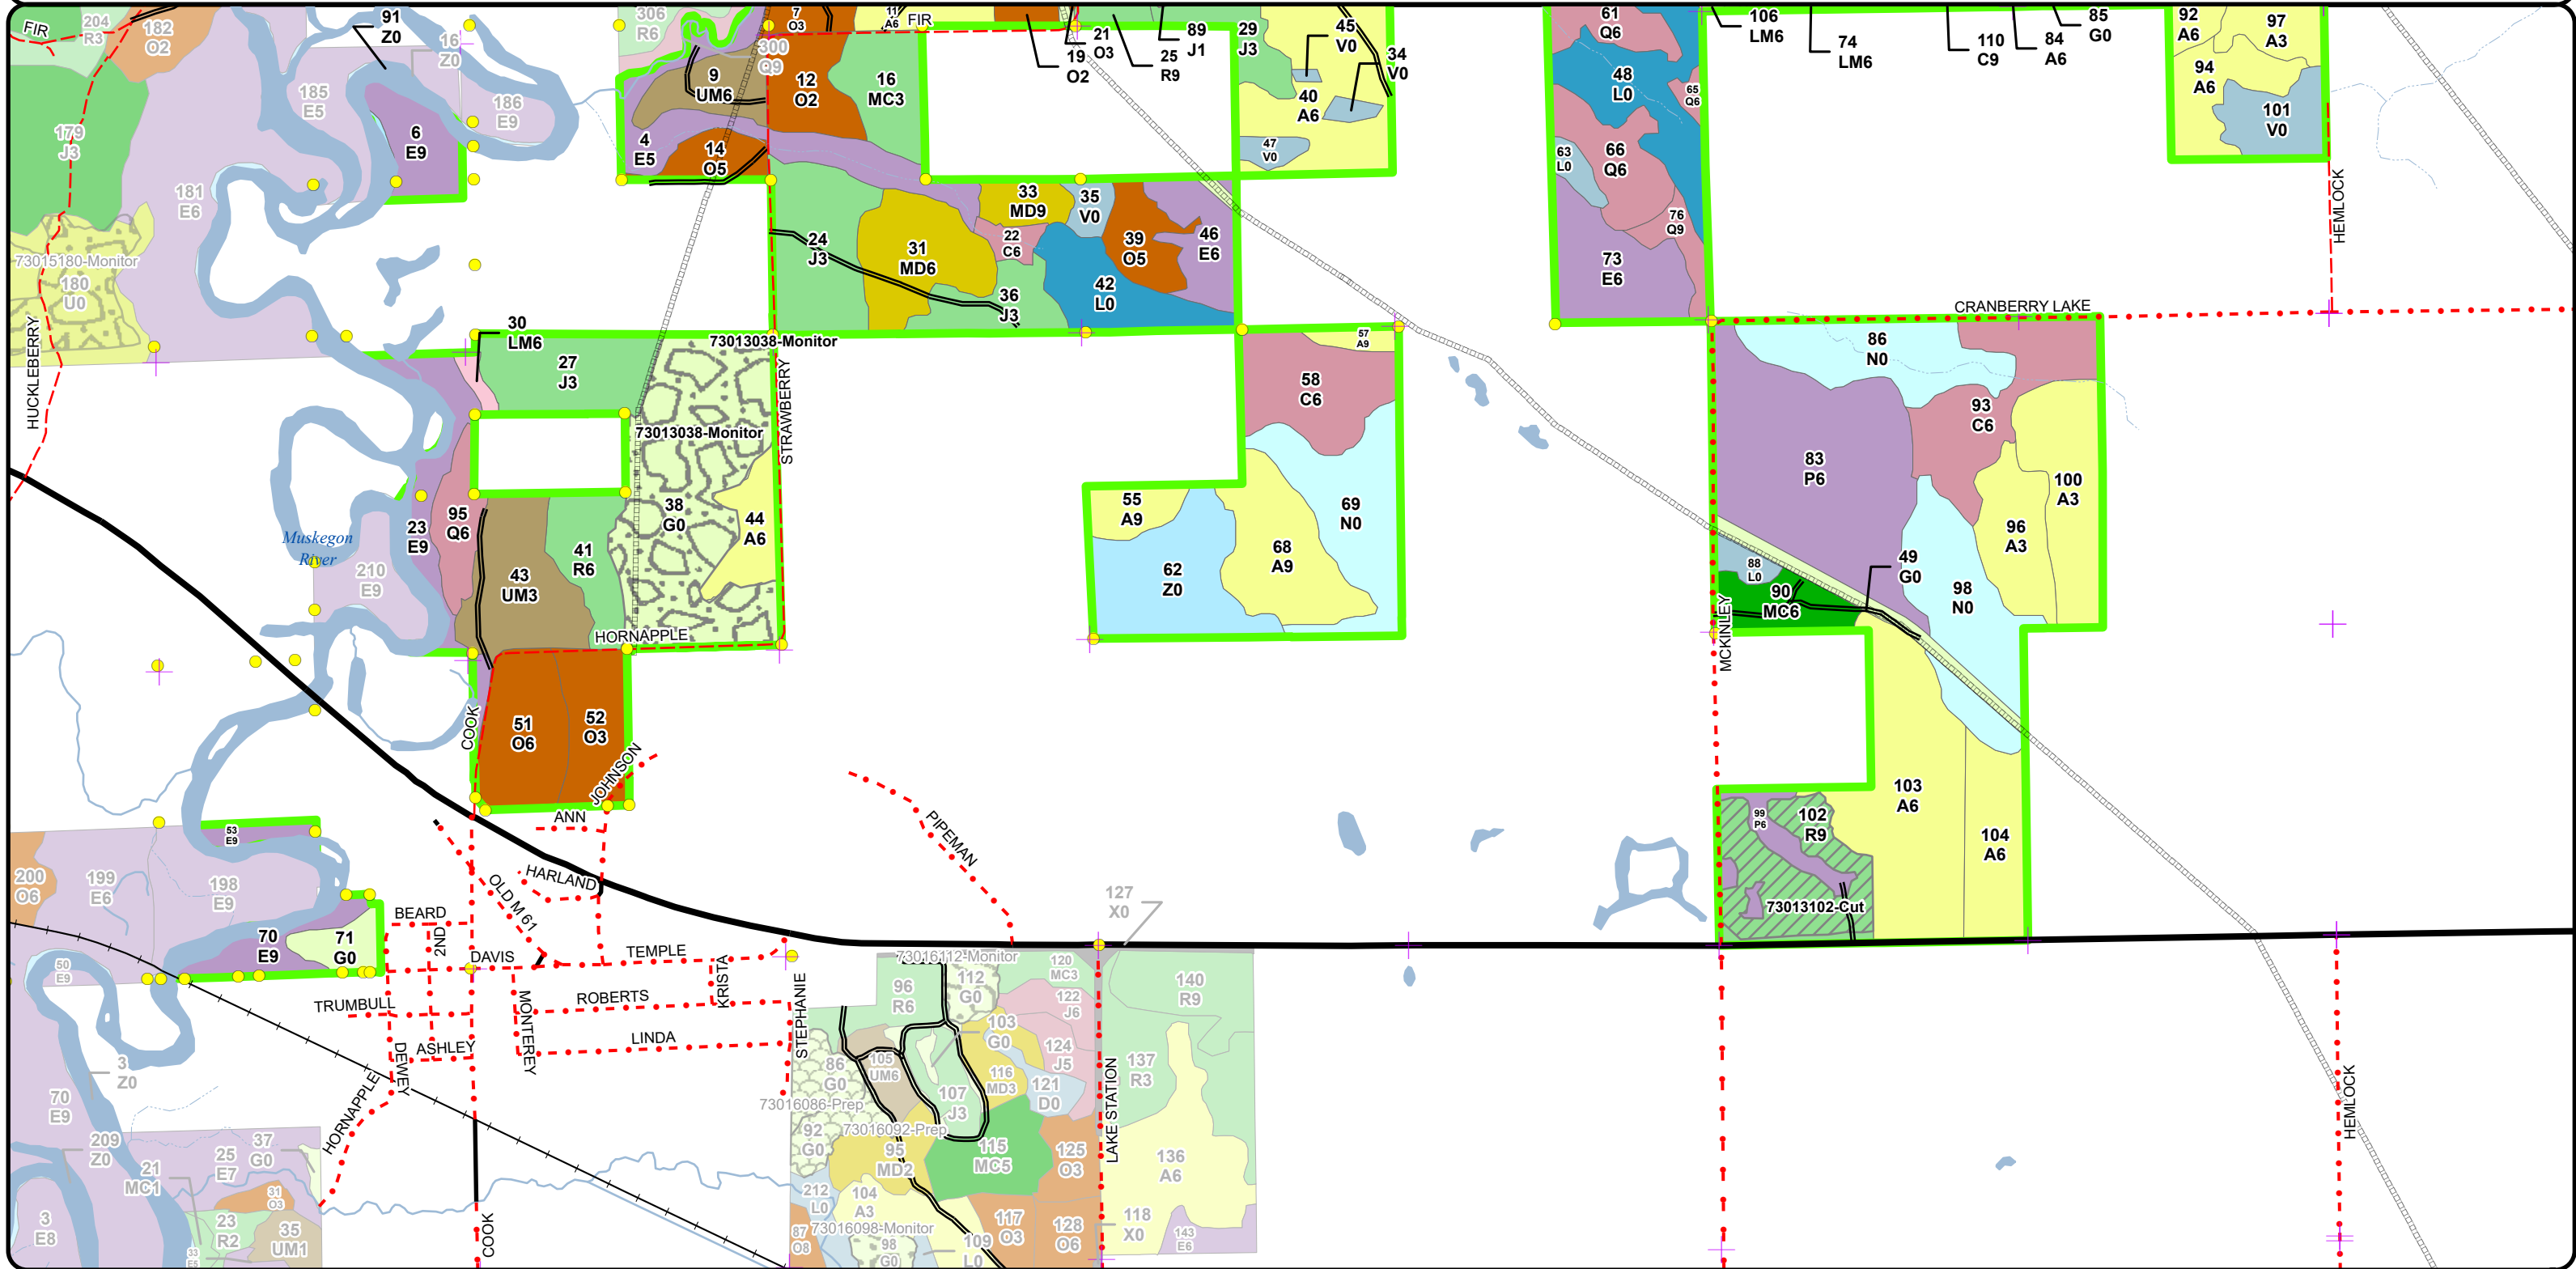 FIR
204
R3
182
O2
91
Z0
16
Z0
306
R6
7
O3
11
A6
FIR
300
Q9
21
O3
19
O2
89
J1
25
R9
29
J3
45
V0
34
V0
61
Q6
106
LM6
74
LM6
110
C9
84
A6
85
G0
92
A6
97
A3
185
E5
186
E9
179
J3
6
E9
9
UM6
12
O2
16
MC3
4
E5
14
O5
40
A6
47
V0
48
L0
65
Q6
94
A6
101
V0
181
E6
63
L0
66
Q6
76
Q9
73
E6
HEMLOCK
33
MD9
35
V0
22
C6
39
O5
46
E6
24
J3
31
MD6
42
L0
36
J3
73015180-Monitor
180
U0
HUCKLEBERRY
30
LM6
27
J3
73013038-Monitor
STRAWBERRY
CRANBERRY LAKE
57
A9
58
C6
86
N0
93
C6
73013038-Monitor
38
G0
44
A6
55
A9
69
N0
83
P6
100
A3
96
A3
Muskegon
River
95
Q6
23
E9
41
R6
43
UM3
68
A9
62
Z0
88
L0
90
MC6
49
G0
98
N0
210
E9
HORNAPPLE
MCKINLEY
COOK
51
O6
52
O3
JOHNSON
ANN
HARLAND
OLD M 61
PIPEMAN
103
A6
104
A6
99
P6
102
R9
73013102-Cut
53
E9
200
O6
199
E6
198
E9
127
X0
BEARD
2ND
70
E9
71
G0
DAVIS
TEMPLE
50
E9
TRUMBULL
MONTEREY
ROBERTS
KRISTA
STEPHANIE
LINDA
ASHLEY
DEWEY
HORNAPPLE
73016112-Monitor
96
R6
112
G0
120
MC3
122
J6
140
R9
103
G0
124
J5
86
G0
105
UM6
116
MD3
121
D0
137
R3
LAKE STATION
107
J3
73016086-Prep
73016092-Prep
92
G0
95
MD2
115
MC5
125
O3
136
A6
HEMLOCK
3
Z0
70
E9
209
Z0
21
MC1
25
E7
37
G0
31
O3
23
R2
35
UM1
3
E8
33
E5
COOK
212
L0
104
A3
73016098-Monitor
87
O8
98
G0
109
L0
117
O3
128
O6
118
X0
143
E6